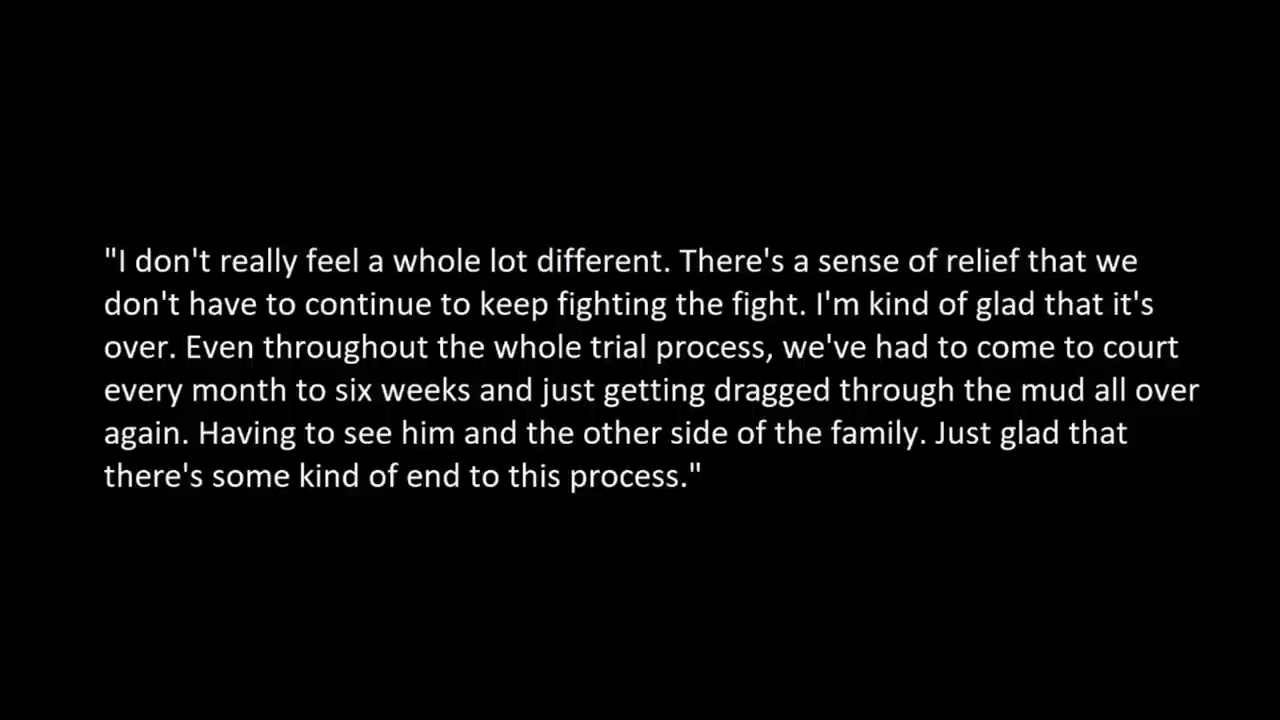 "I don't really feel a whole lot different. There's a sense of relief that we
don't have to continue to keep fighting the fight. I'm kind of glad that it's
over. Even throughout the whole trial process, we've had to come to court
every month to six weeks and just getting dragged through the mud all over
again. Having to see him and the other side of the family. Just glad that
there's some kind of end to this process."